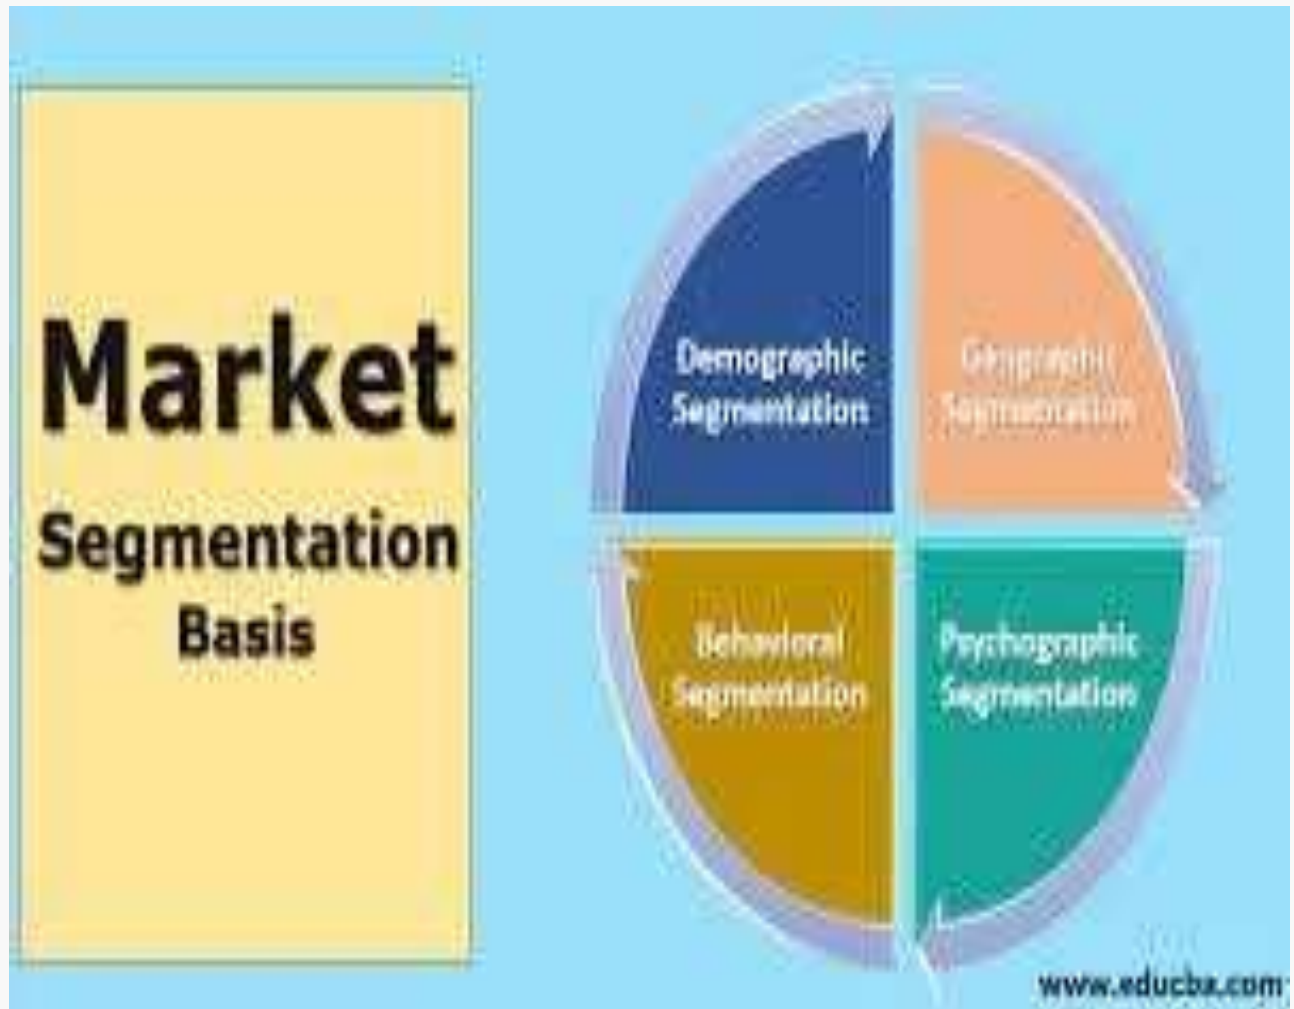 Market
Segmentation
Basis
Demographic
Segmentation
Geographic
Segmentation
Behavioral
Segmentation
Psychographic
Segmentation
www.educba.com